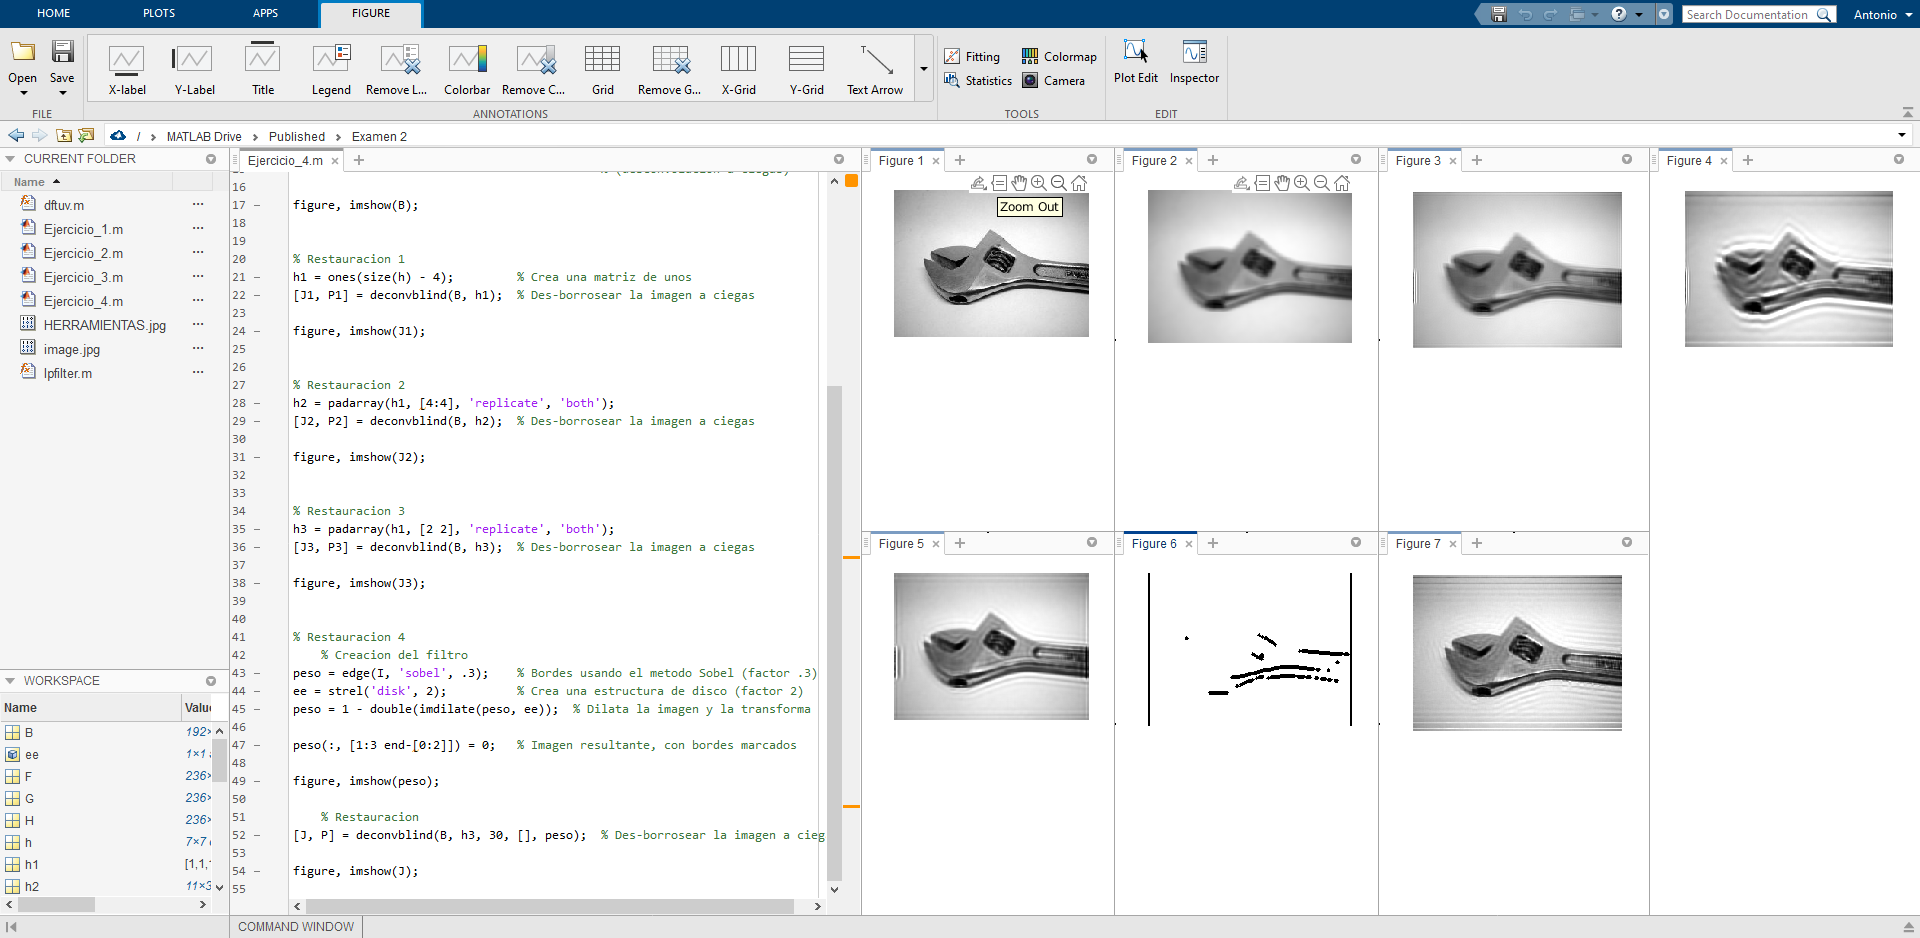 HOME PLOTS APPS FIGURE
Search Documentation Antonio
Open Save X-label Y-Label Title Legend Remove L... Colorbar Remove C... Grid Remove G... X-Grid Y-Grid Text Arrow
Fitting Colormap
Statistics Camera
Plot Edit Inspector
FILE ANNOTATIONS TOOLS EDIT
/ MATLAB Drive Published Examen 2
CURRENT FOLDER
Name
dftuv.m
Ejercicio_1.m
Ejercicio_2.m
Ejercicio_3.m
Ejercicio_4.m
HERRAMIENTAS.jpg
image.jpg
lpfilter.m
WORKSPACE
Name Value
B 192×
ee 1×1
F 236×
G 236×
H 236×
h 7×7
h1 [1,1,
h2 11×3
Ejercicio_4.m
16
17 figure, imshow(B);
18
19
20 % Restauracion 1
21 h1 = ones(size(h) - 4); % Crea una matriz de unos
22 [J1, P1] = deconvblind(B, h1); % Des-borrosear la imagen a ciegas
23
24 figure, imshow(J1);
25
26
27 % Restauracion 2
28 h2 = padarray(h1, [4:4], 'replicate', 'both');
29 [J2, P2] = deconvblind(B, h2); % Des-borrosear la imagen a ciegas
30
31 figure, imshow(J2);
32
33
34 % Restauracion 3
35 h3 = padarray(h1, [2 2], 'replicate', 'both');
36 [J3, P3] = deconvblind(B, h3); % Des-borrosear la imagen a ciegas
37
38 figure, imshow(J3);
39
40
41 % Restauracion 4
42 % Creacion del filtro
43 peso = edge(I, 'sobel', .3); % Bordes usando el metodo Sobel (factor .3)
44 ee = strel('disk', 2); % Crea una estructura de disco (factor 2)
45 peso = 1 - double(imdilate(peso, ee)); % Dilata la imagen y la transforma
46
47 peso(:, [1:3 end-[0:2]]) = 0; % Imagen resultante, con bordes marcados
48
49 figure, imshow(peso);
50
51 % Restauracion
52 [J, P] = deconvblind(B, h3, 30, [], peso); % Des-borrosear la imagen a cieg
53
54 figure, imshow(J);
55
Figure 1 Figure 2 Figure 3 Figure 4
Zoom Out
Figure 5 Figure 6 Figure 7
COMMAND WINDOW